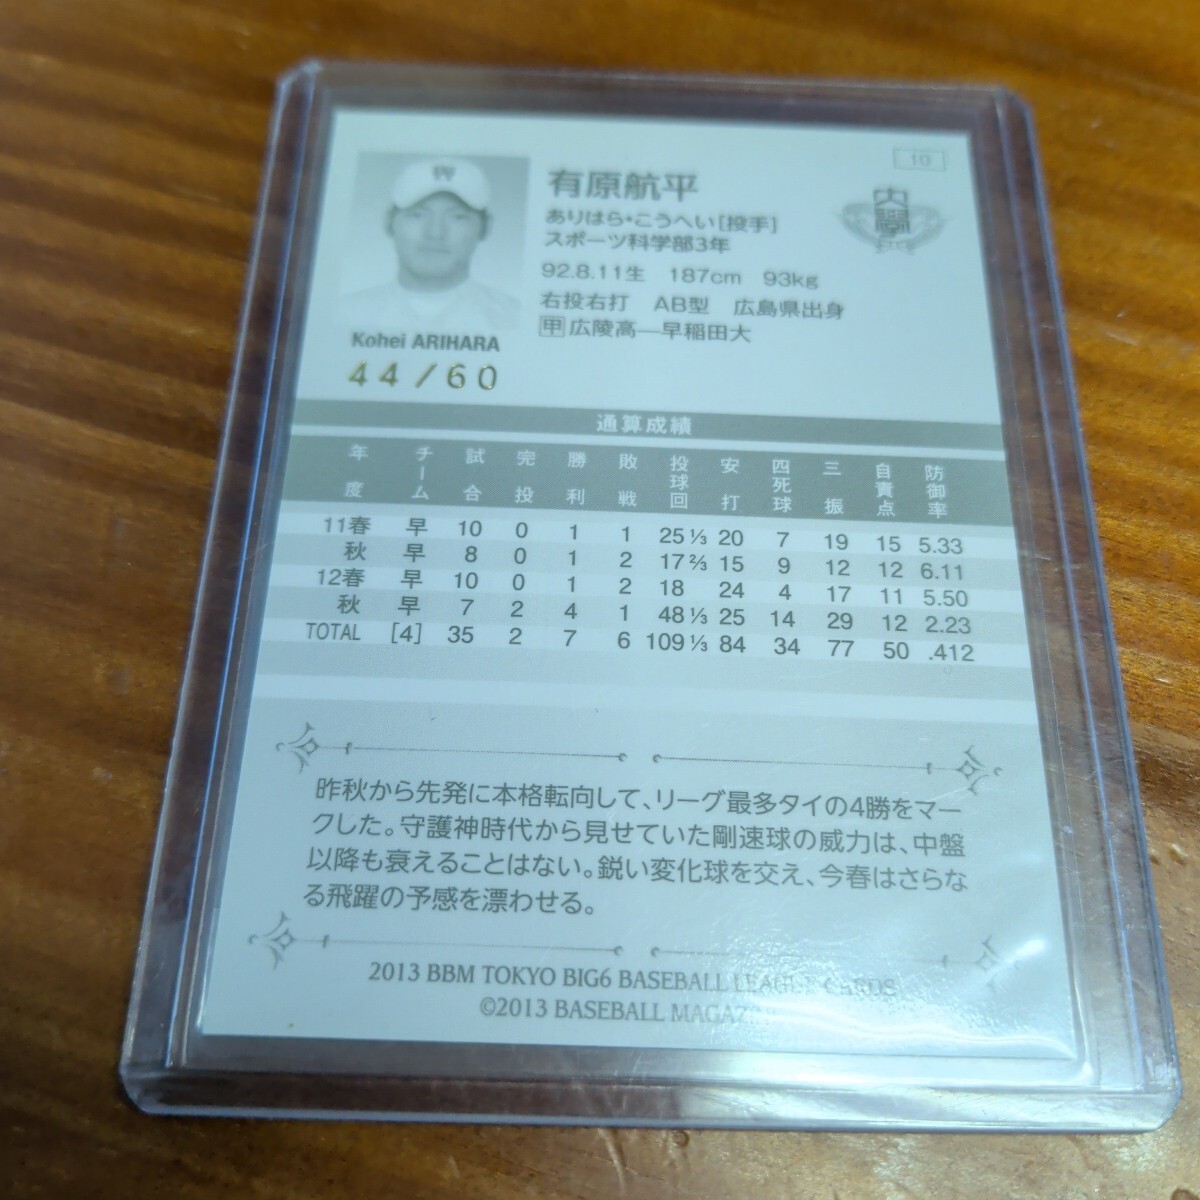 10
W
有原航平
ありはら・こうへい[投手]
スポーツ科学部3年
92.8.11生 187cm 93kg
右投右打 AB型 広島県出身
甲広陵高―早稲田大
Kohei ARIHARA
44/60
通算成績
年度 チーム 試合 完投 勝利 敗戦 投球回 安打 四死球 三振 自責点 防御率
11春 早 10 0 1 1 25 ⅓ 20 7 19 15 5.33
秋 早 8 0 1 2 17 ⅔ 15 9 12 12 6.11
12春 早 10 0 1 2 18 24 4 17 11 5.50
秋 早 7 2 4 1 48 ⅓ 25 14 29 12 2.23
TOTAL [4] 35 2 7 6 109 ⅓ 84 34 77 50 .412
昨秋から先発に本格転向して、リーグ最多タイの4勝をマー
クした。守護神時代から見せていた剛速球の威力は、中盤
以降も衰えることはない。鋭い変化球を交え、今春はさらな
る飛躍の予感を漂わせる。
2013 BBM TOKYO BIG6 BASEBALL LEAGUE CARDS
©2013 BASEBALL